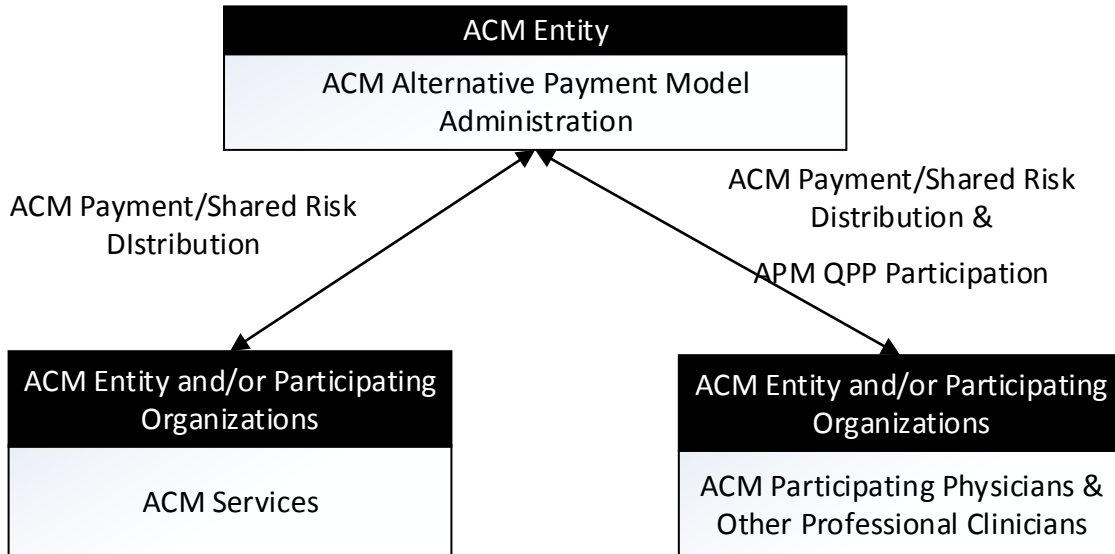 ACM Entity
ACM Alternative Payment Model
Administration
ACM Payment/Shared Risk
DIstribution
ACM Payment/Shared Risk
Distribution &
APM QPP Participation
ACM Entity and/or Participating
Organizations
ACM Services
ACM Entity and/or Participating
Organizations
ACM Participating Physicians &
Other Professional Clinicians